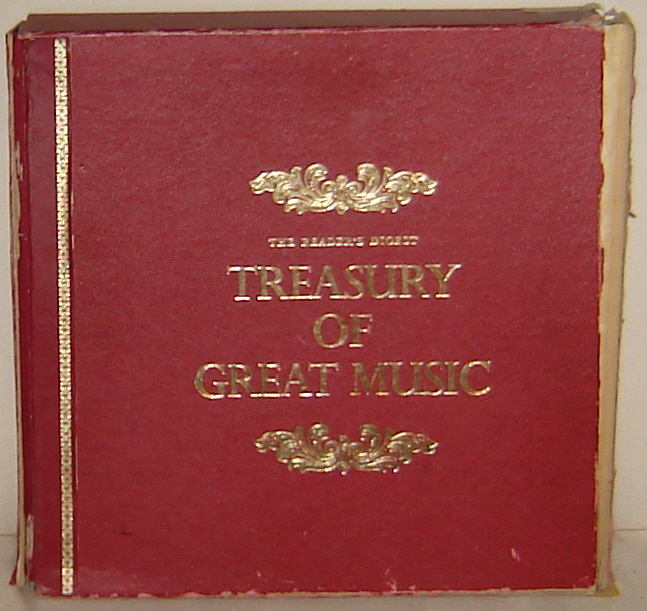 THE READER'S DIGEST
TREASURY
OF
GREAT MUSIC